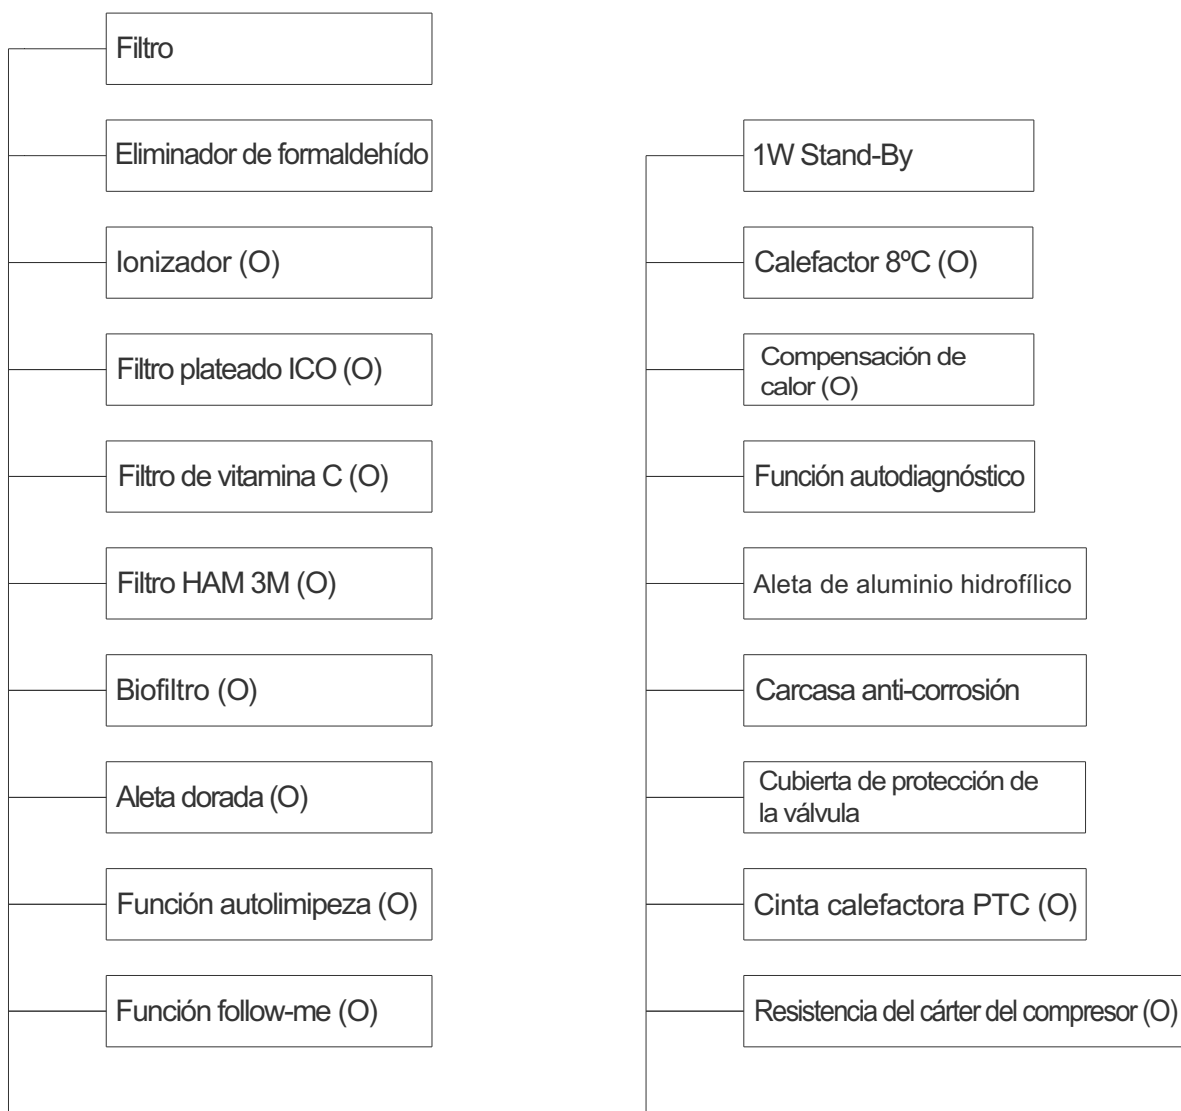 Filtro
Eliminador de formaldehído
Ionizador (O)
Filtro plateado ICO (O)
Filtro de vitamina C (O)
Filtro HAM 3M (O)
Biofiltro (O)
Aleta dorada (O)
Función autolimipeza (O)
Función follow-me (O)
1W Stand-By
Calefactor 8ºC (O)
Compensación de
calor (O)
Función autodiagnóstico
Aleta de aluminio hidrofílico
Carcasa anti-corrosión
Cubierta de protección de
la válvula
Cinta calefactora PTC (O)
Resistencia del cárter del compresor (O)